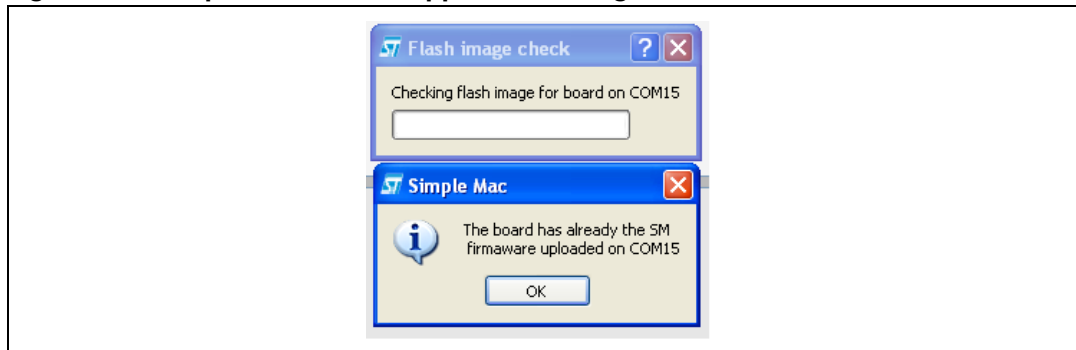 Flash image check
Checking flash image for board on COM15
Simple Mac
The board has already the SM
firmaware uploaded on COM15
OK